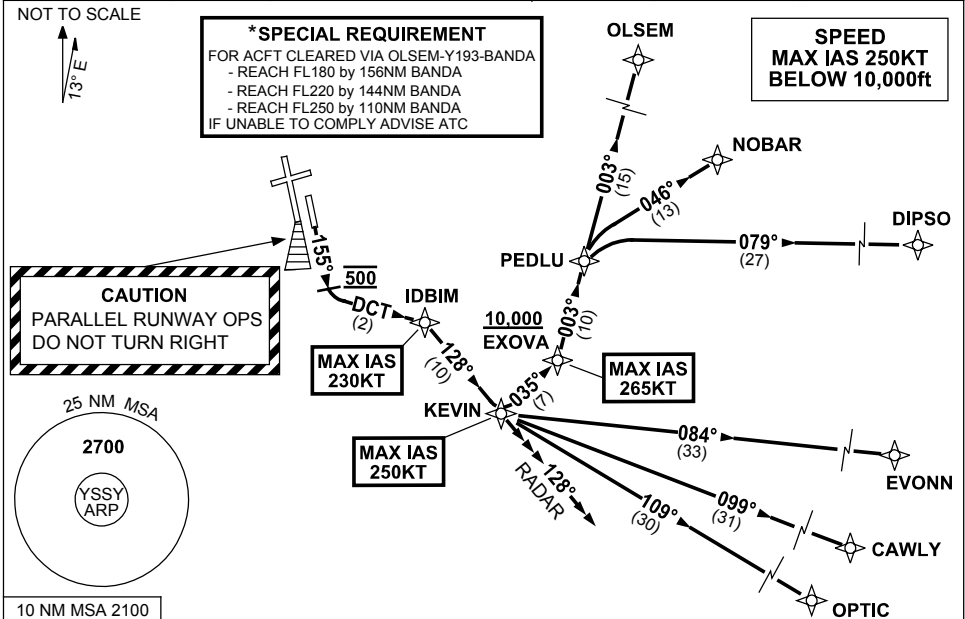 NOT TO SCALE
13° E
*SPECIAL REQUIREMENT
FOR ACFT CLEARED VIA OLSEM-Y193-BANDA
- REACH FL180 by 156NM BANDA
- REACH FL220 by 144NM BANDA
- REACH FL250 by 110NM BANDA
IF UNABLE TO COMPLY ADVISE ATC
SPEED
MAX IAS 250KT
BELOW 10,000ft
OLSEM
003°
(15)
NOBAR
046°
(13)
DIPSO
079°
(27)
PEDLU
003°
(10)
155°
500
DCT
(2)
IDBIM
CAUTION
PARALLEL RUNWAY OPS
DO NOT TURN RIGHT
MAX IAS
230KT
128°
(10)
10,000
EXOVA
MAX IAS
265KT
035°
(7)
KEVIN
MAX IAS
250KT
128°
RADAR
084°
(33)
EVONN
099°
(31)
CAWLY
109°
(30)
OPTIC
25 NM MSA
2700
YSSY
ARP
10 NM MSA 2100